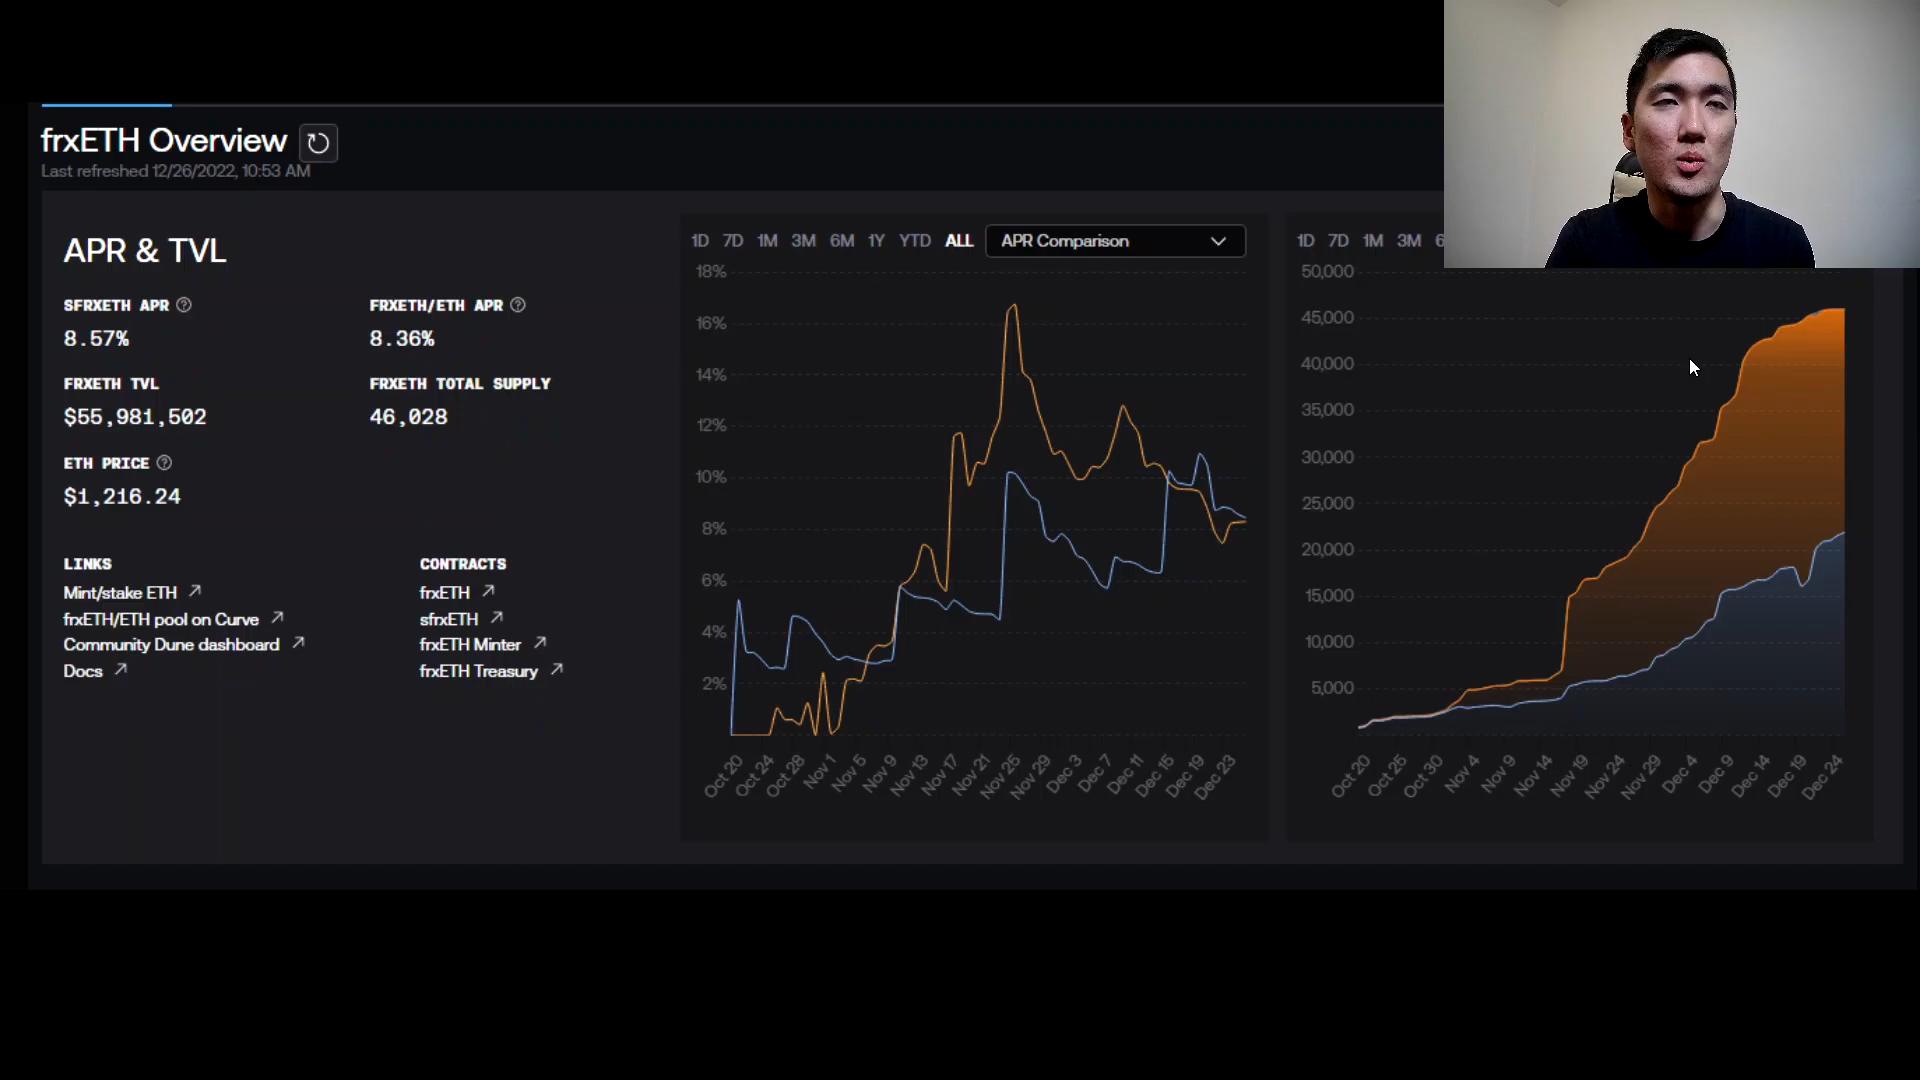 frxETH Overview
Last refreshed 12/26/2022, 10:53 AM
APR & TVL
SFRXETH APR
8.57%
FRXETH/ETH APR
8.36%
FRXETH TVL
$55,981,502
FRXETH TOTAL SUPPLY
46,028
ETH PRICE
$1,216.24
LINKS
Mint/stake ETH
frxETH/ETH pool on Curve
Community Dune dashboard
Docs
CONTRACTS
frxETH
sfrxETH
frxETH Minter
frxETH Treasury
1D 7D 1M 3M 6M 1Y YTD ALL APR Comparison
18%
16%
14%
12%
10%
8%
6%
4%
2%
Oct 20 Oct 24 Oct 28 Nov 1 Nov 5 Nov 9 Nov 13 Nov 17 Nov 21 Nov 25 Nov 29 Dec 3 Dec 7 Dec 11 Dec 15 Dec 19 Dec 23
1D 7D 1M 3M 6
50,000
45,000
40,000
35,000
30,000
25,000
20,000
15,000
10,000
5,000
Oct 20 Oct 25 Oct 30 Nov 4 Nov 9 Nov 14 Nov 19 Nov 24 Nov 29 Dec 4 Dec 9 Dec 14 Dec 19 Dec 24